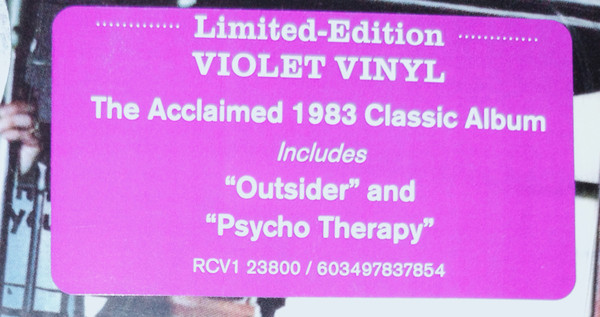 Limited-Edition
VIOLET VINYL
The Acclaimed 1983 Classic Album
Includes
“Outsider” and
“Psycho Therapy”
RCV1 23800 / 603497837854